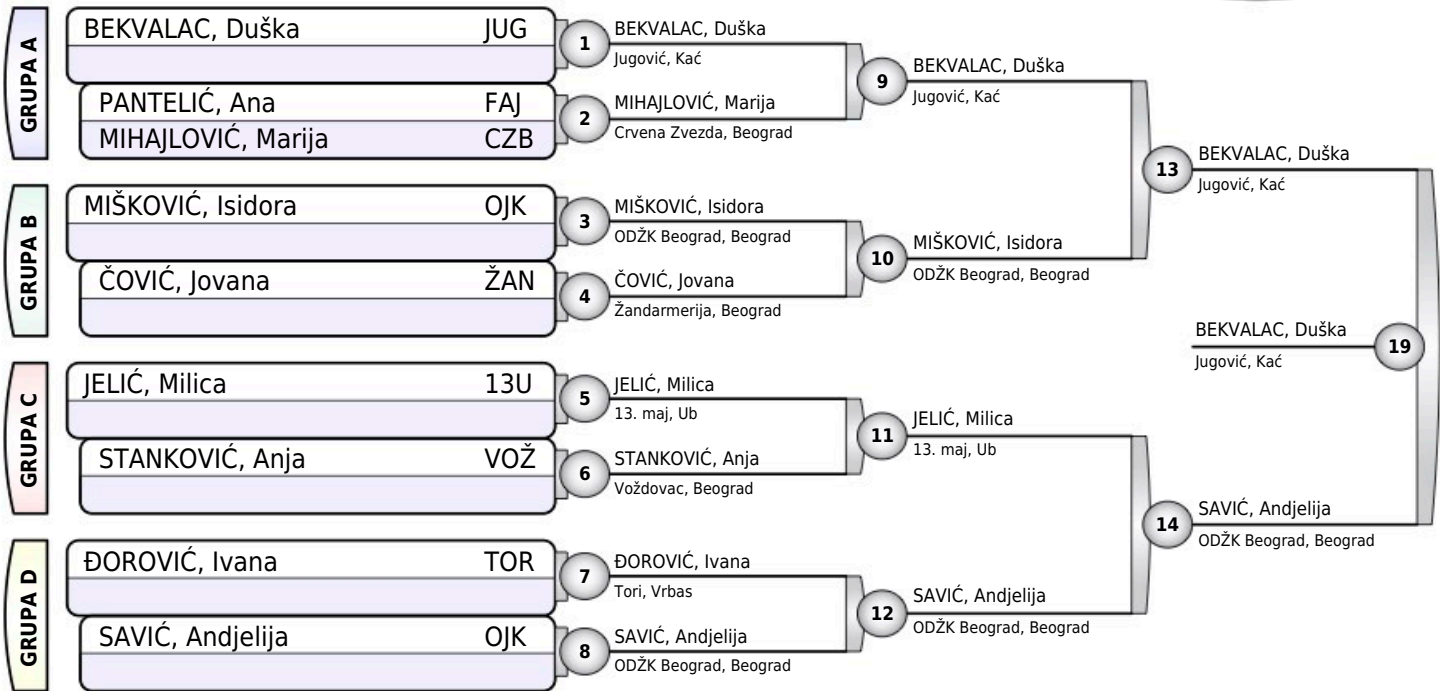 GRUPA A
BEKVALAC, Duška JUG
PANTELIĆ, Ana FAJ
MIHAJLOVIĆ, Marija CZB
GRUPA B
MIŠKOVIĆ, Isidora OJK
ČOVIĆ, Jovana ŽAN
GRUPA C
JELIĆ, Milica 13U
STANKOVIĆ, Anja VOŽ
GRUPA D
ĐOROVIĆ, Ivana TOR
SAVIĆ, Andjelija OJK
1
BEKVALAC, Duška
Jugović, Kać
2
MIHAJLOVIĆ, Marija
Crvena Zvezda, Beograd
3
MIŠKOVIĆ, Isidora
ODŽK Beograd, Beograd
4
ČOVIĆ, Jovana
Žandarmerija, Beograd
5
JELIĆ, Milica
13. maj, Ub
6
STANKOVIĆ, Anja
Voždovac, Beograd
7
ĐOROVIĆ, Ivana
Tori, Vrbas
8
SAVIĆ, Andjelija
ODŽK Beograd, Beograd
9
BEKVALAC, Duška
Jugović, Kać
10
MIŠKOVIĆ, Isidora
ODŽK Beograd, Beograd
11
JELIĆ, Milica
13. maj, Ub
12
SAVIĆ, Andjelija
ODŽK Beograd, Beograd
13
BEKVALAC, Duška
Jugović, Kać
14
SAVIĆ, Andjelija
ODŽK Beograd, Beograd
BEKVALAC, Duška
Jugović, Kać
19